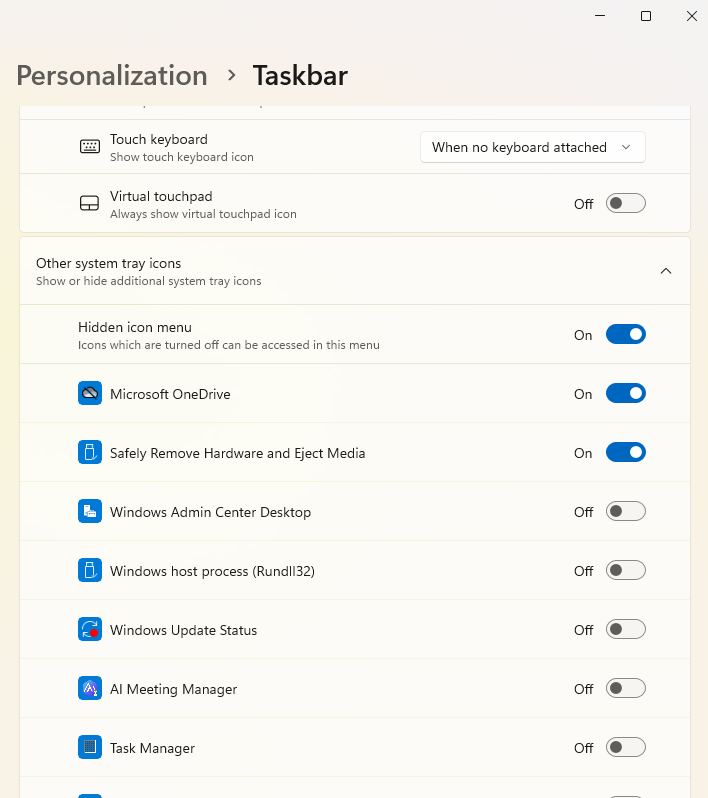 Personalization > Taskbar
Touch keyboard
Show touch keyboard icon
When no keyboard attached
Virtual touchpad
Always show virtual touchpad icon
Off
Other system tray icons
Show or hide additional system tray icons
Hidden icon menu
Icons which are turned off can be accessed in this menu
On
Microsoft OneDrive
On
Safely Remove Hardware and Eject Media
On
Windows Admin Center Desktop
Off
Windows host process (Rundll32)
Off
Windows Update Status
Off
AI Meeting Manager
Off
Task Manager
Off